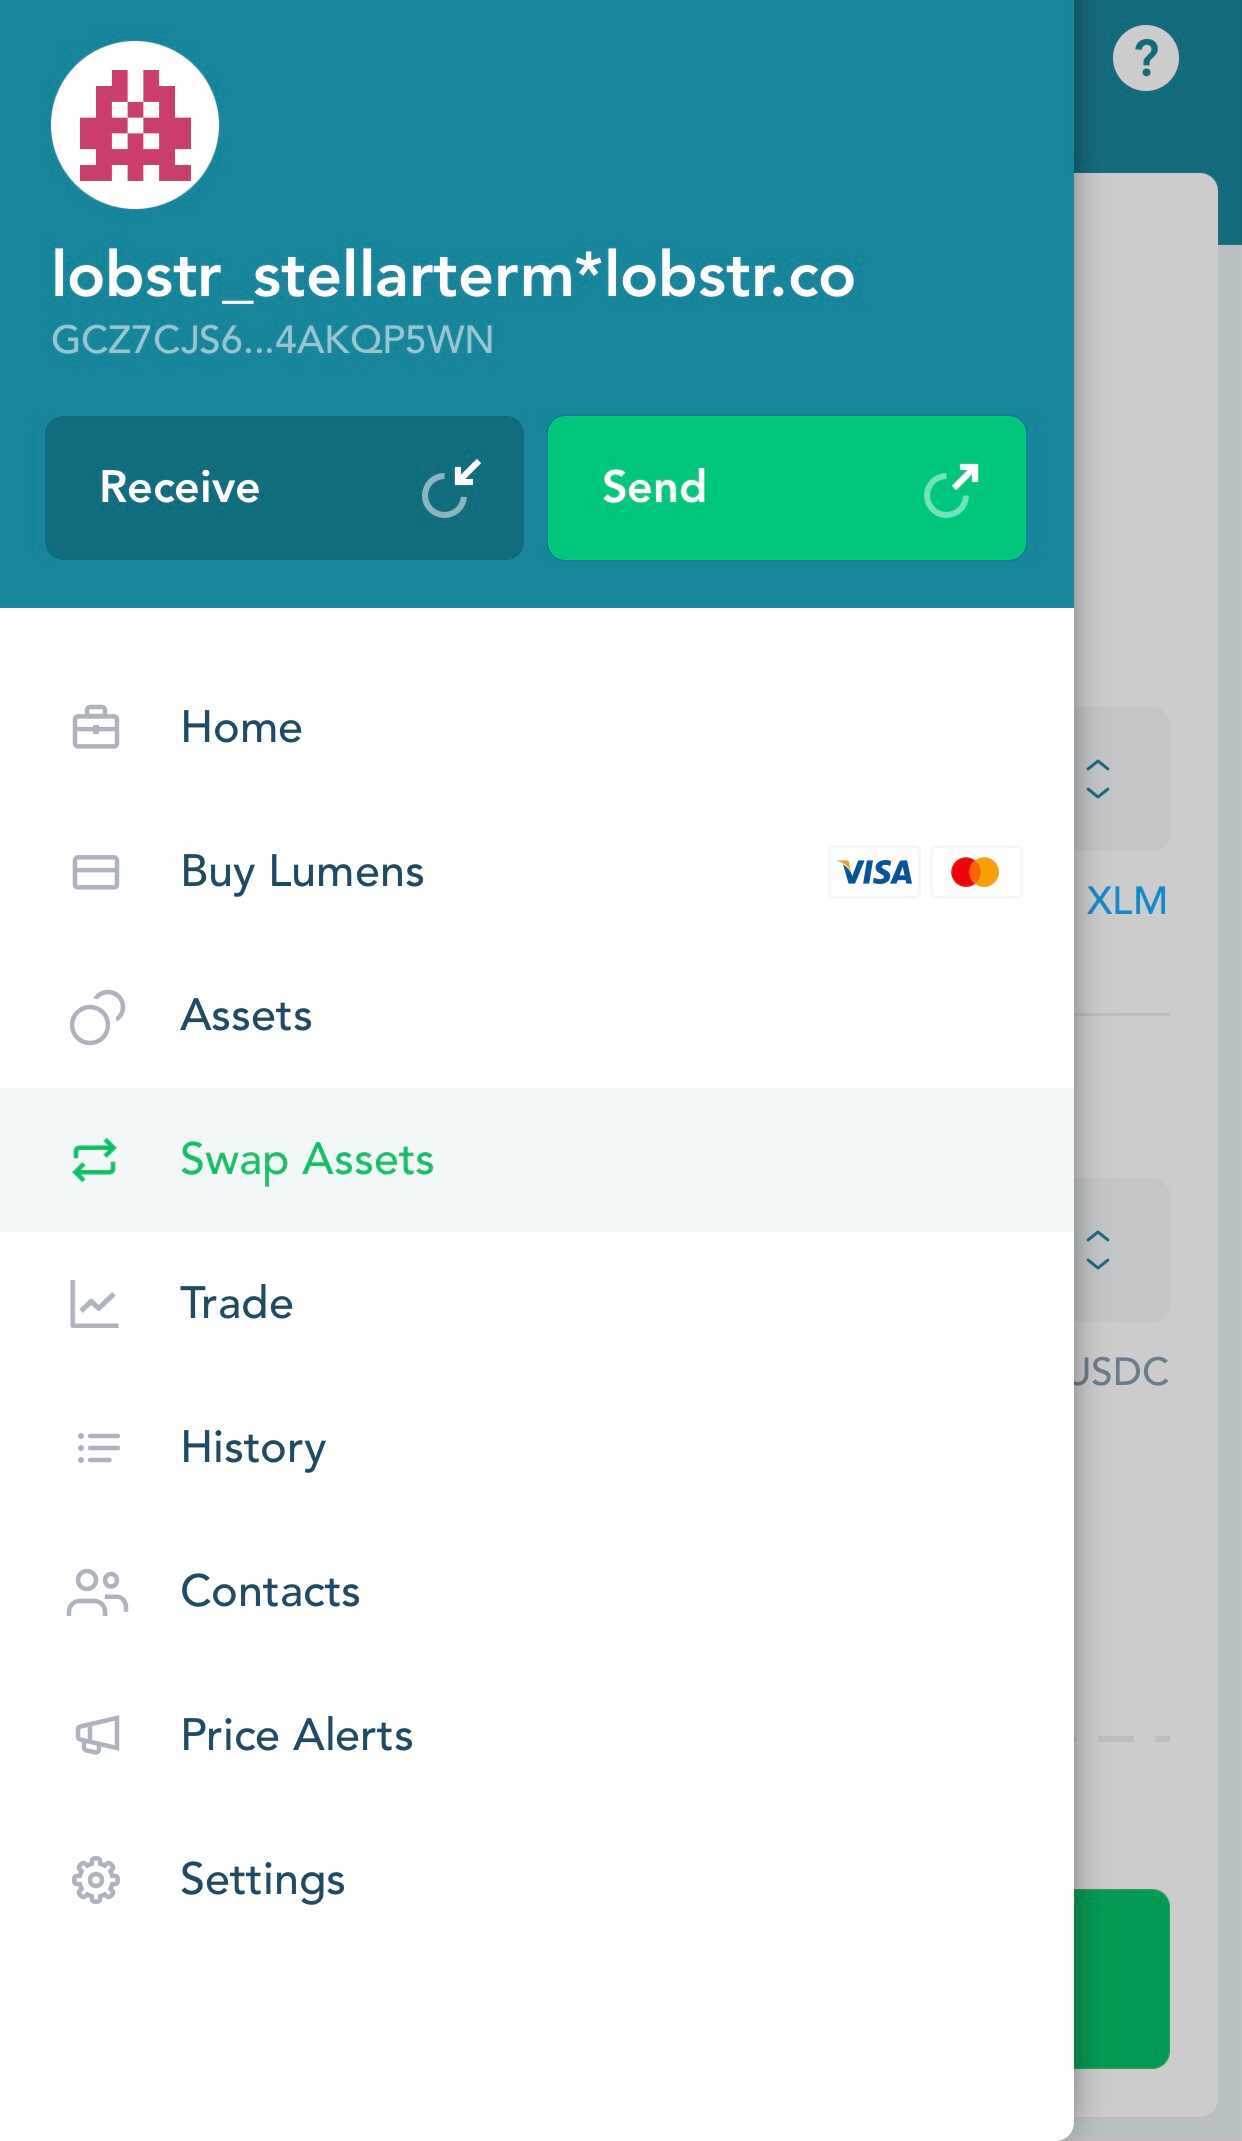 ?
lobstr_stellarterm*lobstr.co
GCZ7CJS6...4AKQP5WN
Receive
Send
Home
Buy Lumens VISA
XLM
Assets
Swap Assets
Trade
USDC
History
Contacts
Price Alerts
Settings